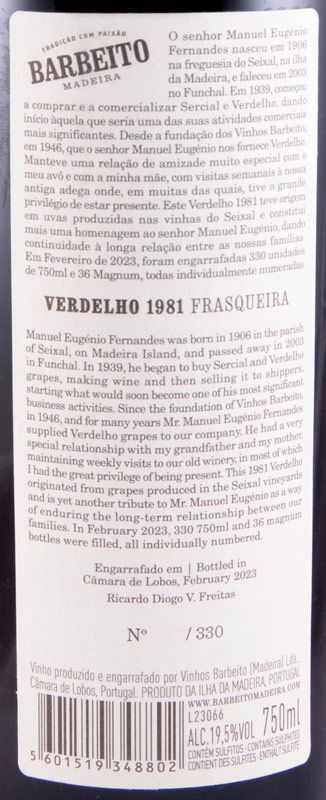 TRADIÇÃO COM PAIXÃO
BARBEITO
MADEIRA
O senhor Manuel Eugénio
Fernandes nasceu em 1906
na freguesia do Seixal, na ilha
da Madeira, e faleceu em 2003
no Funchal. Em 1939, começou
a comprar e a comercializar Sercial e Verdelho, dando
início àquela que seria uma das suas atividades comerciais
mais significantes. Desde a fundação dos Vinhos Barbeito,
em 1946, que o senhor Manuel Eugénio nos fornece Verdelho.
Manteve uma relação de amizade muito especial com o
meu avô e com a minha mãe, com visitas semanais à nossa
antiga adega onde, em muitas das quais, tive o grande
privilégio de estar presente. Este Verdelho 1981 teve origem
em uvas produzidas nas vinhas do Seixal e constitui
mais uma homenagem ao senhor Manuel Eugénio, dando
continuidade à longa relação entre as nossas famílias.
Em Fevereiro de 2023, foram engarrafadas 330 unidades
de 750ml e 36 Magnum, todas individualmente numeradas.
VERDELHO 1981 FRASQUEIRA
Manuel Eugénio Fernandes was born in 1906 in the parish
of Seixal, on Madeira Island, and passed away in 2003
in Funchal. In 1939, he began to buy Sercial and Verdelho
grapes, making wine and then selling it to shippers,
starting what would soon become one of his most significant
business activities. Since the foundation of Vinhos Barbeito,
in 1946, and for many years Mr. Manuel Eugénio Fernandes
supplied Verdelho grapes to our company. He had a very
special relationship with my grandfather and my mother,
maintaining weekly visits to our old winery, in most of which
I had the great privilege of being present. This 1981 Verdelho
originated from grapes produced in the Seixal vineyards
and is yet another tribute to Mr. Manuel Eugénio as a way
of enduring the long-term relationship between our
families. In February 2023, 330 750ml and 36 magnum
bottles were filled, all individually numbered.
Engarrafado em | Bottled in
Câmara de Lobos, February 2023
Ricardo Diogo V. Freitas
Nº / 330
Vinho produzido e engarrafado por Vinhos Barbeito (Madeira) Lda.,
Câmara de Lobos, Portugal. PRODUTO DA ILHA DA MADEIRA, PORTUGAL
WWW.BARBEITOMADEIRA.COM
L23066
ALC.19,5%VOL 750ml
CONTÉM SULFITOS - CONTAINS SULPHITES
CONTIENT DES SULFITES - ENTHÄLT SULFITE
5 601519 348802